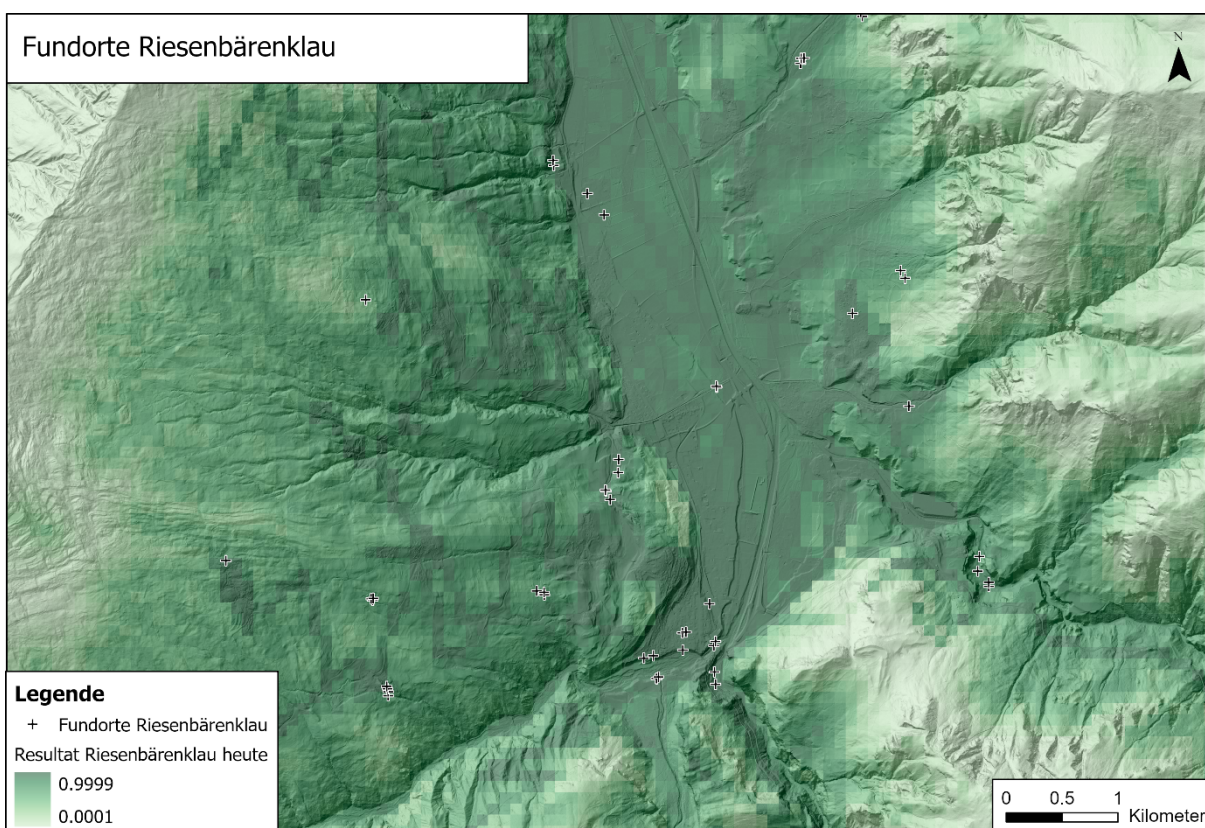 Fundorte Riesenbärenklau
N
Legende
+ Fundorte Riesenbärenklau
Resultat Riesenbärenklau heute
0.9999
0.0001
0 0.5 1
Kilometer